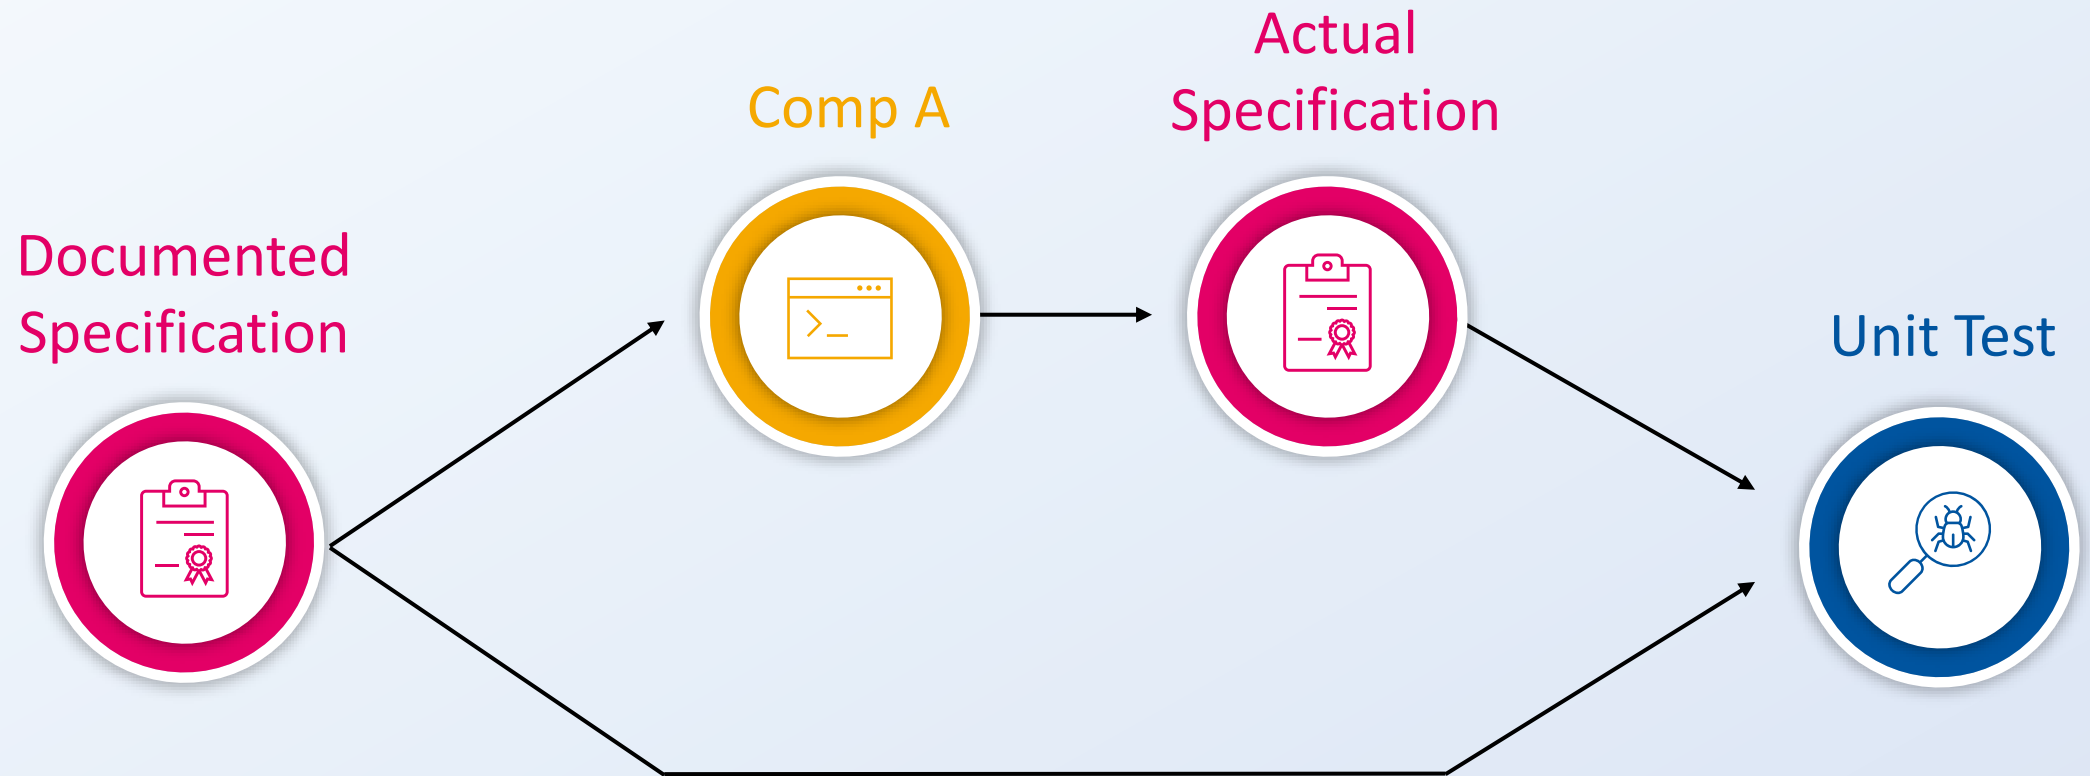 Documented
Specification
Comp A
Actual
Specification
Unit Test